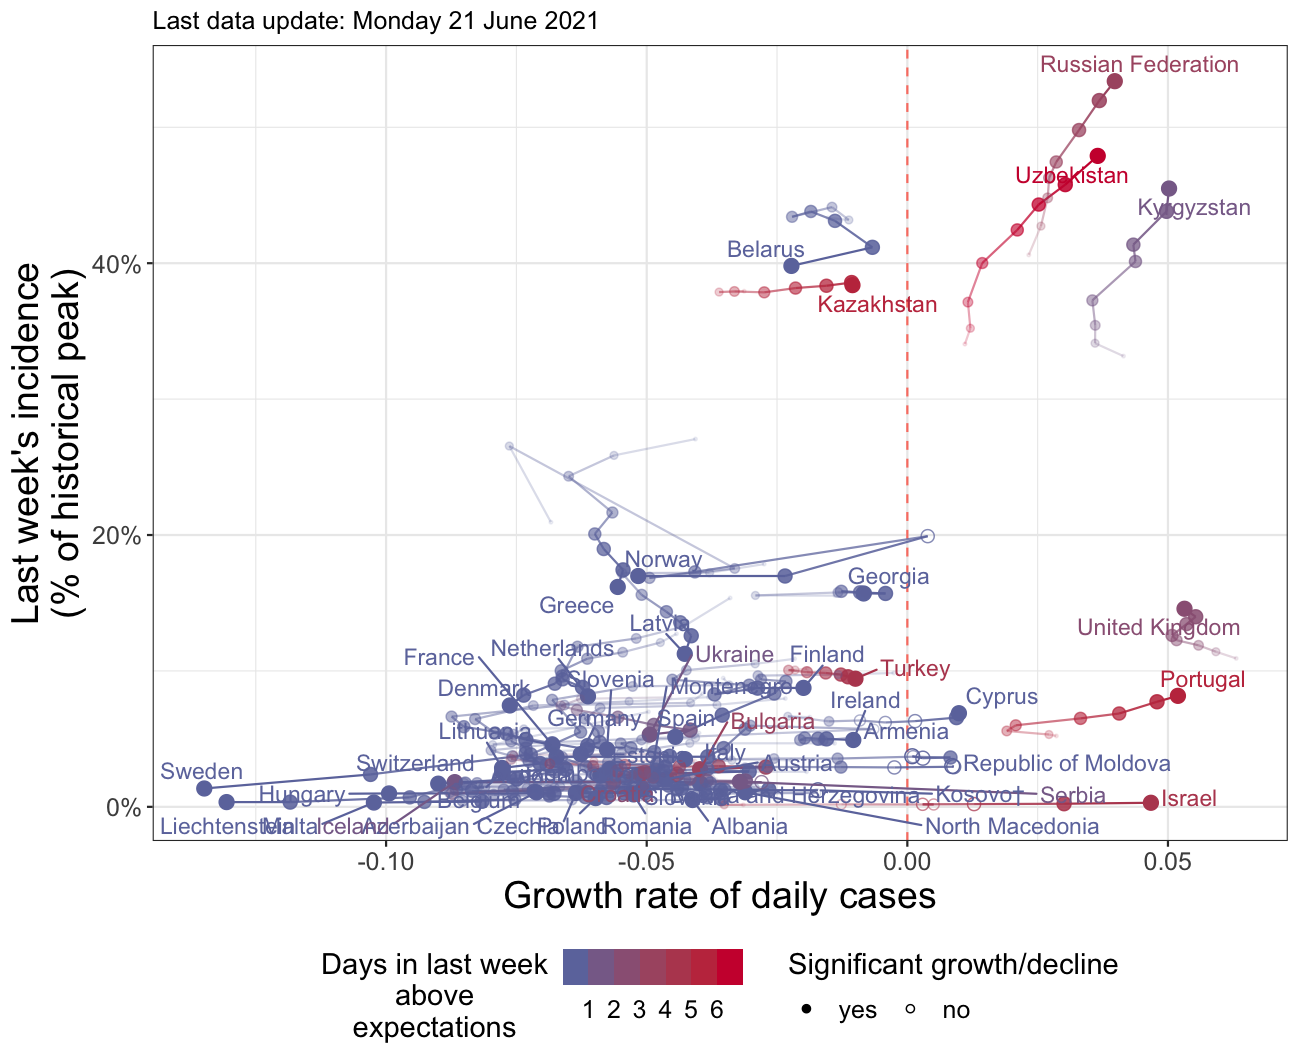 Last data update: Monday 21 June 2021
Last week's incidence
(% of historical peak)
40%
20%
0%
Russian Federation
Uzbekistan
Kyrgyzstan
Belarus
Kazakhstan
Norway
Georgia
Greece
Latvia
United Kingdom
Netherlands
Ukraine
Finland
France
Turkey
Slovenia
Portugal
Denmark
Montenegro
Cyprus
Ireland
Germany
Spain
Bulgaria
Lithuania
Armenia
Italy
Switzerland
Austria
Republic of Moldova
Sweden
Hungary
Belgium
Croatia
and Herzegovina
Kosovo†
Serbia
Israel
Liechtenstein
Malta
Iceland
Azerbaijan
Czechia
Poland
Romania
Albania
North Macedonia
-0.10
-0.05
0.00
0.05
Growth rate of daily cases
Days in last week
above
expectations
1 2 3 4 5 6
Significant growth/decline
yes
no